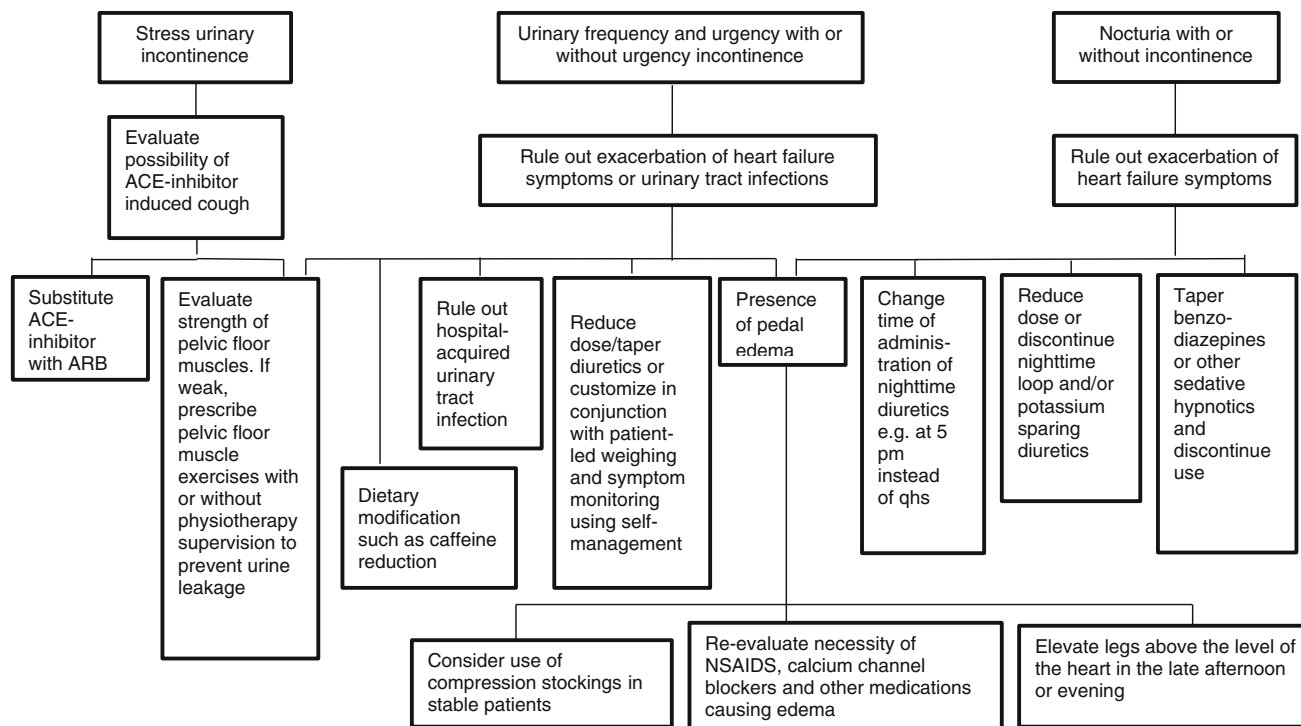 Stress urinary
incontinence
Urinary frequency and urgency with or
without urgency incontinence
Nocturia with or
without incontinence
Evaluate
possibility of
ACE-inhibitor
induced cough
Rule out exacerbation of heart failure
symptoms or urinary tract infections
Rule out exacerbation of
heart failure symptoms
Substitute
ACE-
inhibitor
with ARB
Evaluate
strength of
pelvic floor
muscles. If
weak,
prescribe
pelvic floor
muscle
exercises with
or without
physiotherapy
supervision to
prevent urine
leakage
Dietary
modification
such as caffeine
reduction
Rule out
hospital-
acquired
urinary
tract
infection
Reduce
dose/taper
diuretics or
customize in
conjunction
with patient-
led weighing
and symptom
monitoring
using self-
management
Presence
of pedal
edema
Change
time of
adminis-
tration of
nighttime
diuretics
e.g. at 5
pm
instead
of qhs
Reduce
dose or
discontinue
nighttime
loop and/or
potassium
sparing
diuretics
Taper
benzo-
diazepines
or other
sedative
hypnotics
and
discontinue
use
Consider use of
compression stockings in
stable patients
Re-evaluate necessity of
NSAIDS, calcium channel
blockers and other medications
causing edema
Elevate legs above the level of
the heart in the late afternoon
or evening